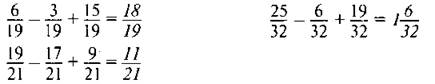 6/19 − 3/19 + 15/19 = 18/19
25/32 − 6/32 + 19/32 = 1 6/32
19/21 − 17/21 + 9/21 = 11/21